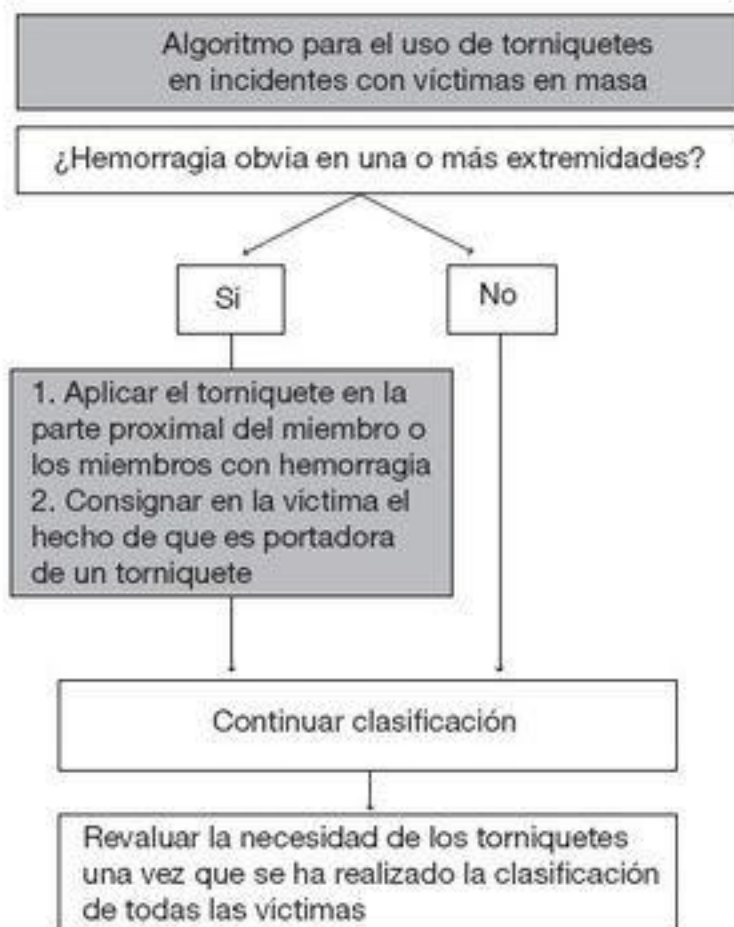 Algoritmo para el uso de torniquetes
en incidentes con víctimas en masa
¿Hemorragia obvia en una o más extremidades?
Sí
No
1. Aplicar el torniquete en la
parte proximal del miembro o
los miembros con hemorragia
2. Consignar en la víctima el
hecho de que es portadora
de un torniquete
Continuar clasificación
Revaluar la necesidad de los torniquetes
una vez que se ha realizado la clasificación
de todas las víctimas